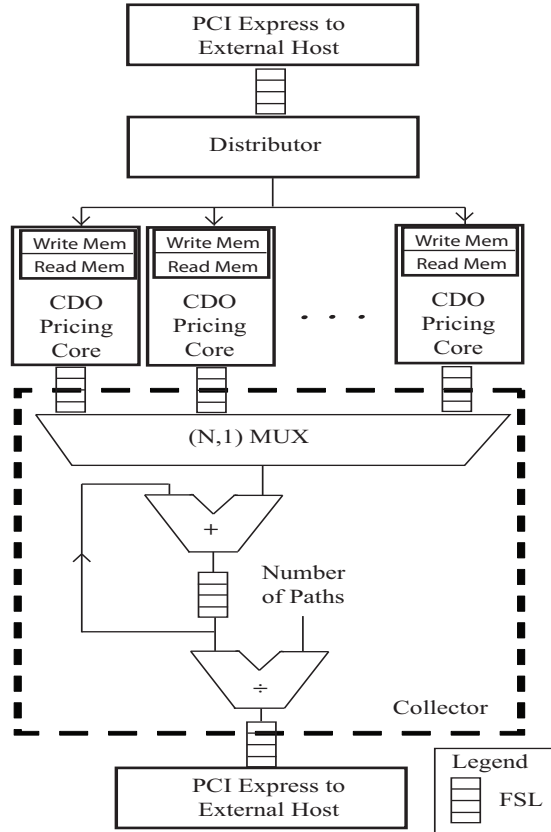 PCI Express to
External Host
Distributor
Write Mem
Read Mem
CDO
Pricing
Core
Write Mem
Read Mem
CDO
Pricing
Core
. . . .
Write Mem
Read Mem
CDO
Pricing
Core
(N,1) MUX
+
Number
of Paths
÷
Collector
PCI Express to
External Host
Legend
FSL